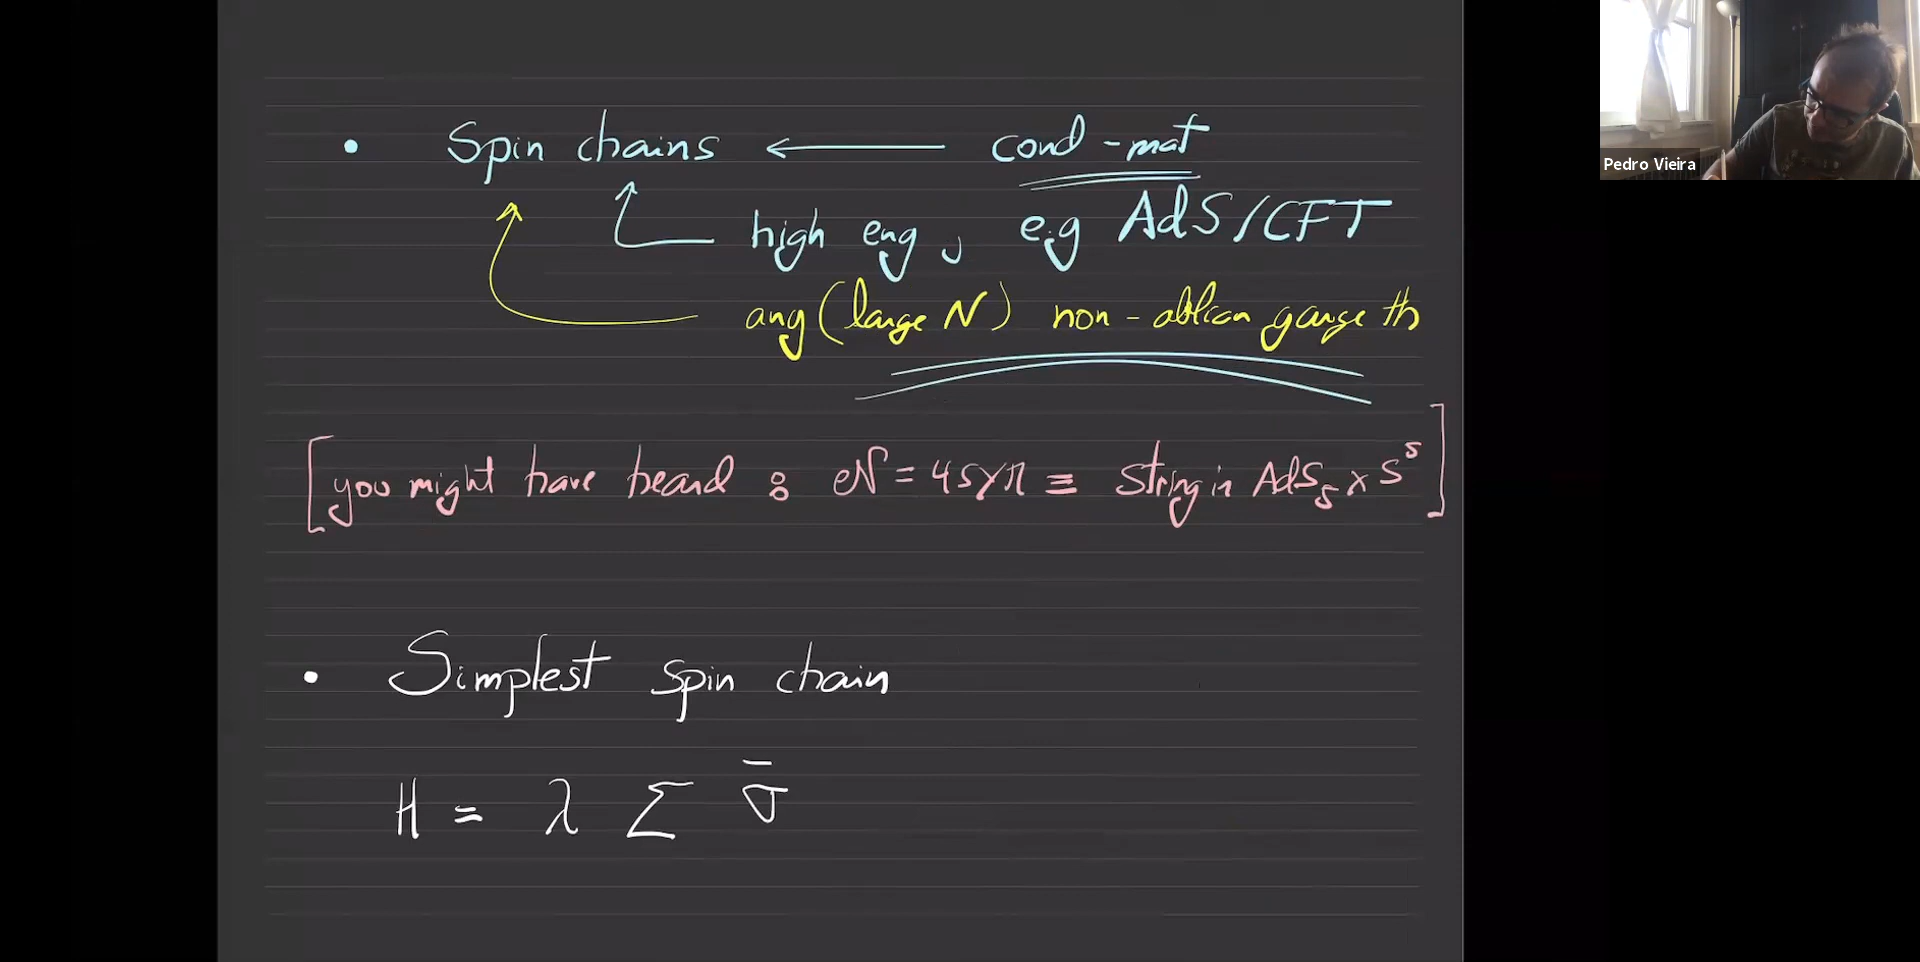 • Spin chains ← cond-mat
high eng, e.g AdS/CFT
any (large N) non-ablian gauge th
[you might have heard : N = 4 SYM ≡ string in AdS₅ x S⁵]
• Simplest spin chain
H = λ Σ σ̄
Pedro Vieira